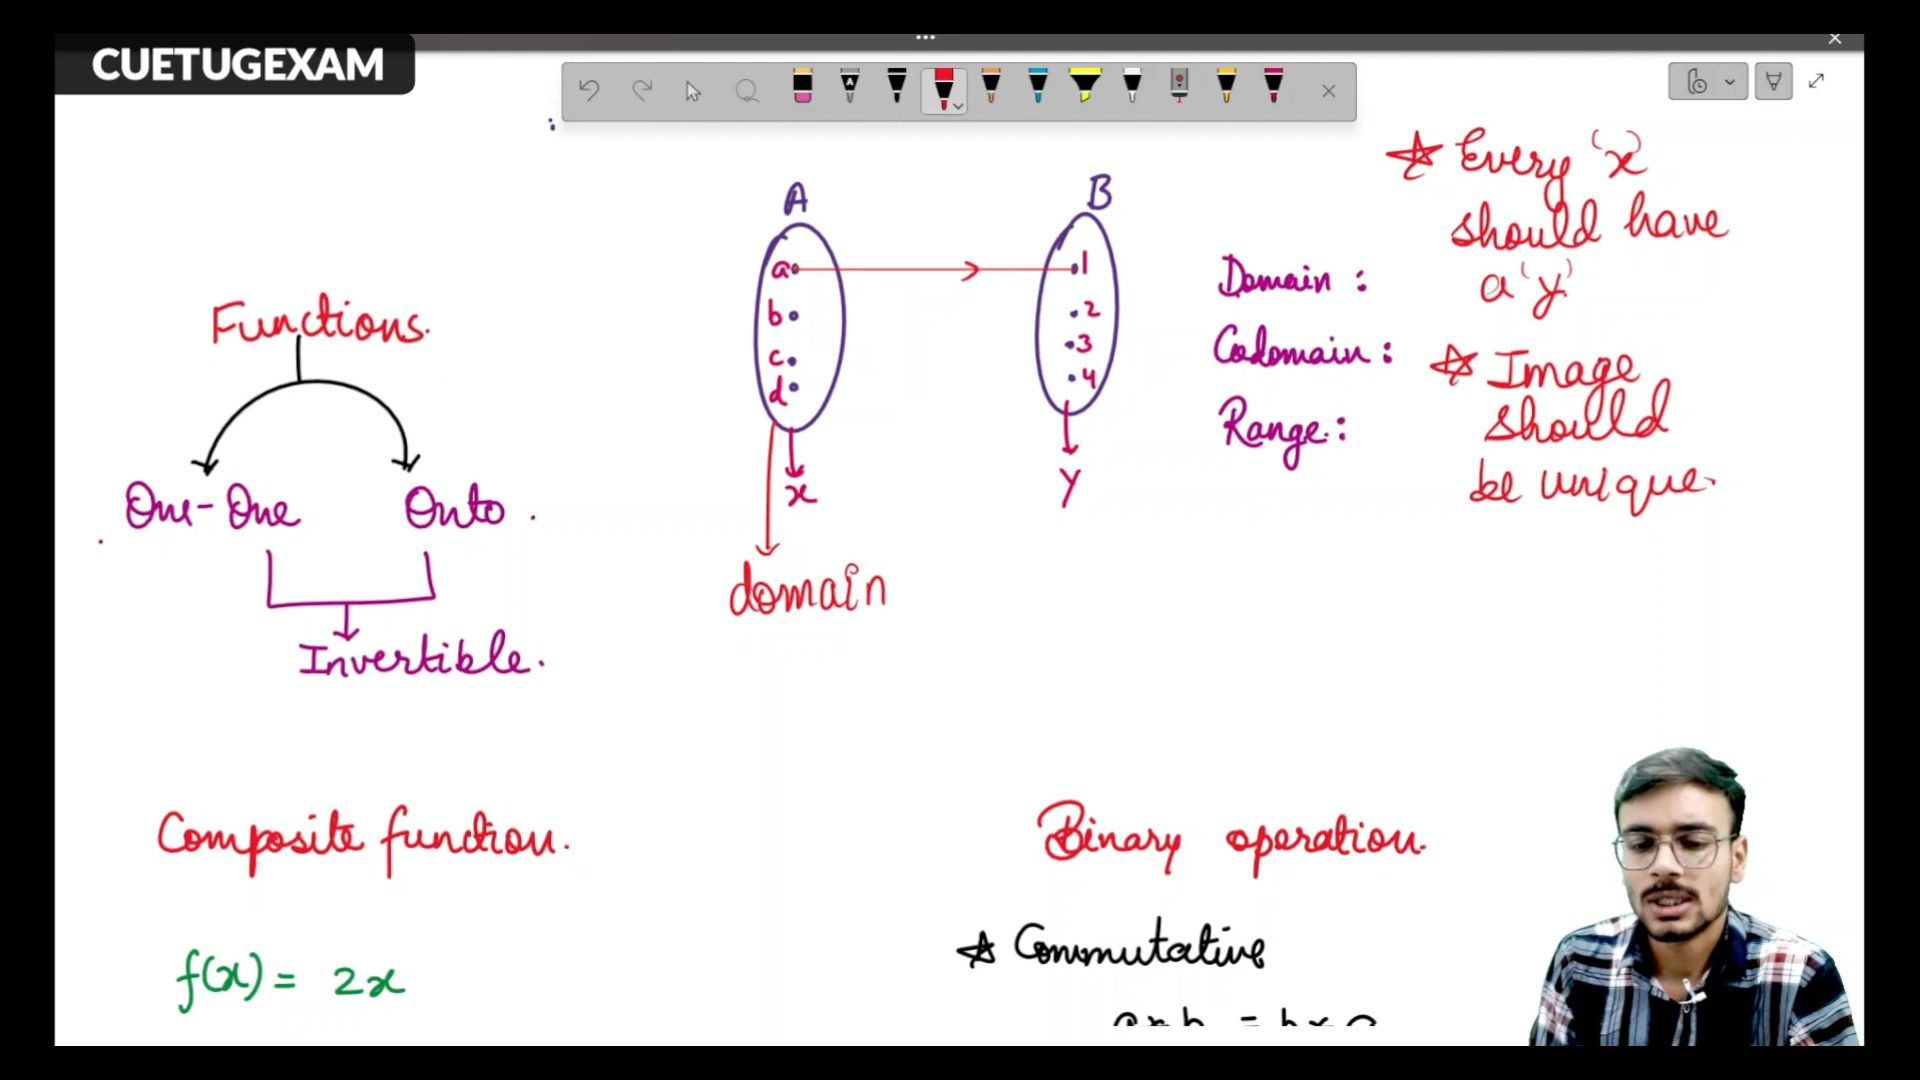 CUETUGEXAM
A
B
☆ Every 'x'
should have
a 'y'
a
b
c
d
1
2
3
4
x
y
domain
Domain :
Codomain :
Range :
☆ Image
should
be unique.
Functions.
One-One
Onto .
Invertible.
Composite function.
f(x) = 2x
Binary operation.
☆ Commutative